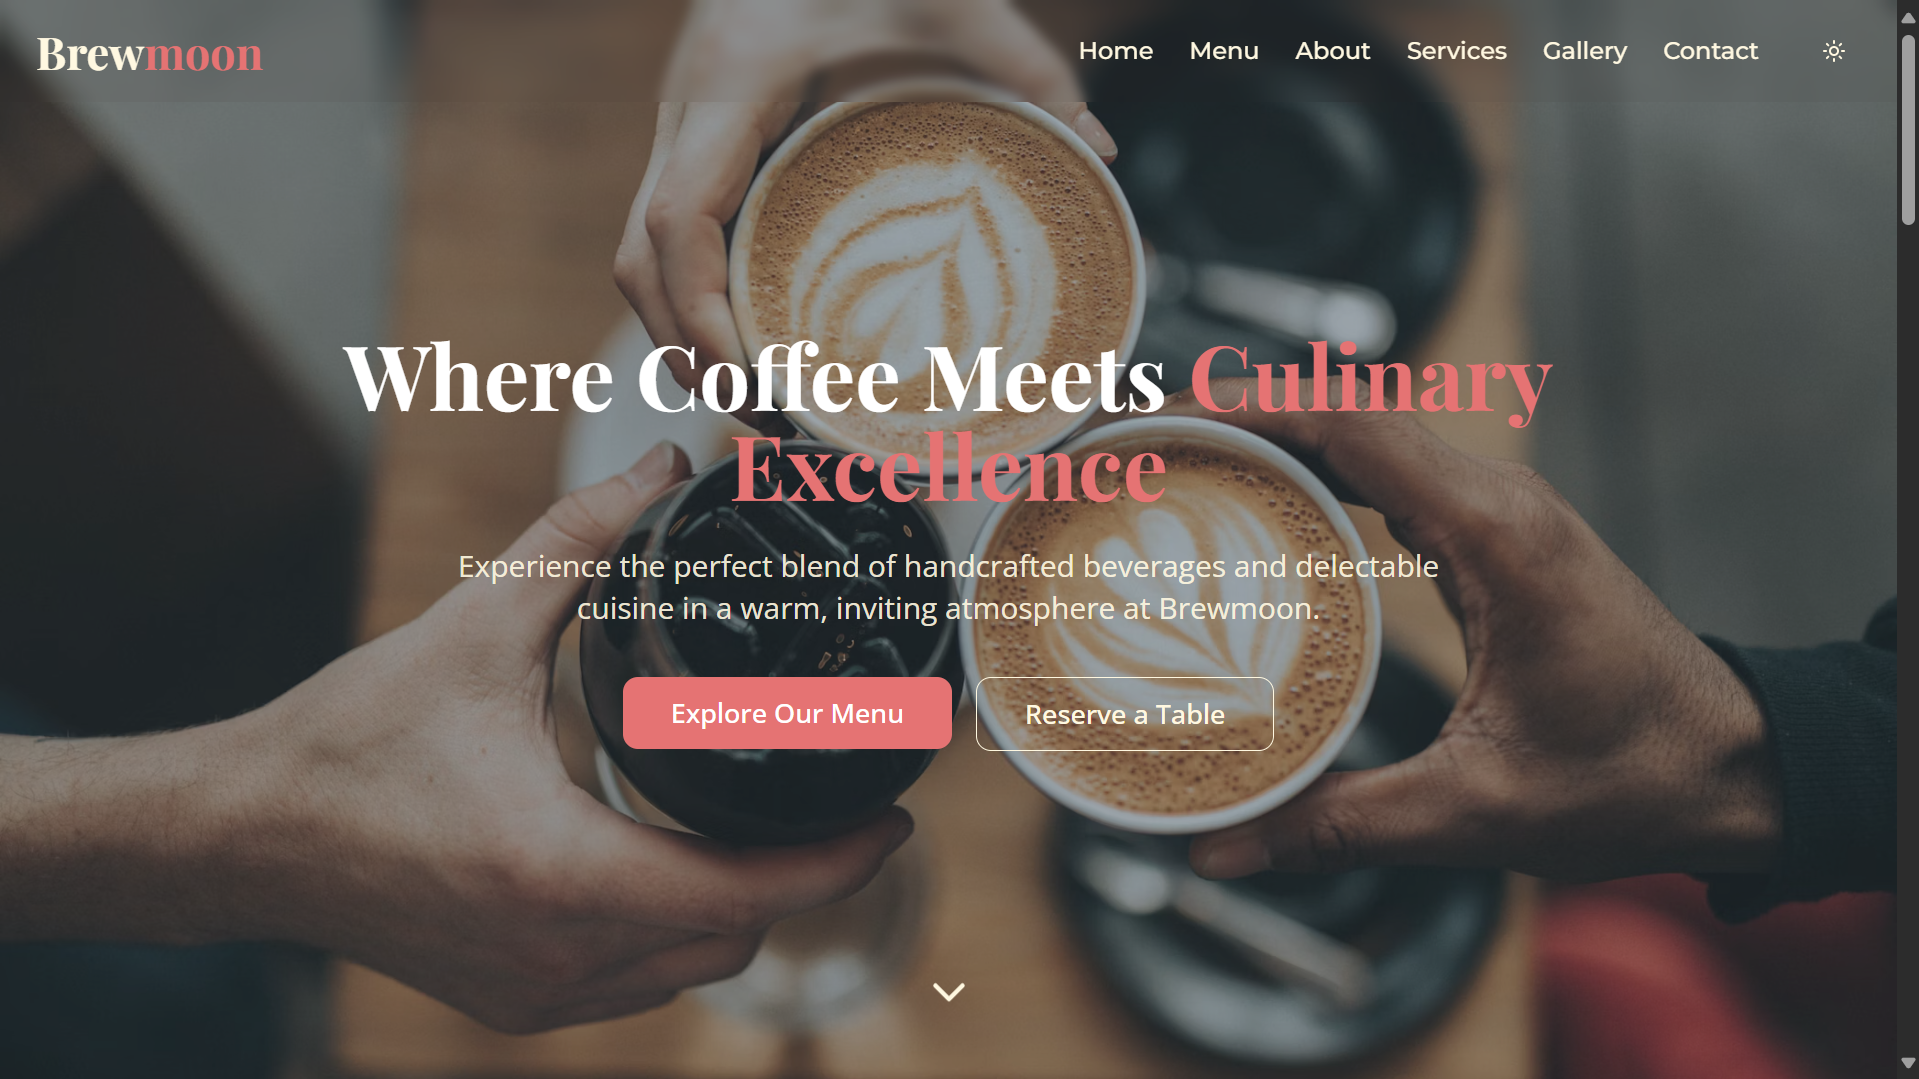 Brewmoon
Home Menu About Services Gallery Contact
Where Coffee Meets Culinary
Excellence
Experience the perfect blend of handcrafted beverages and delectable
cuisine in a warm, inviting atmosphere at Brewmoon.
Explore Our Menu
Reserve a Table